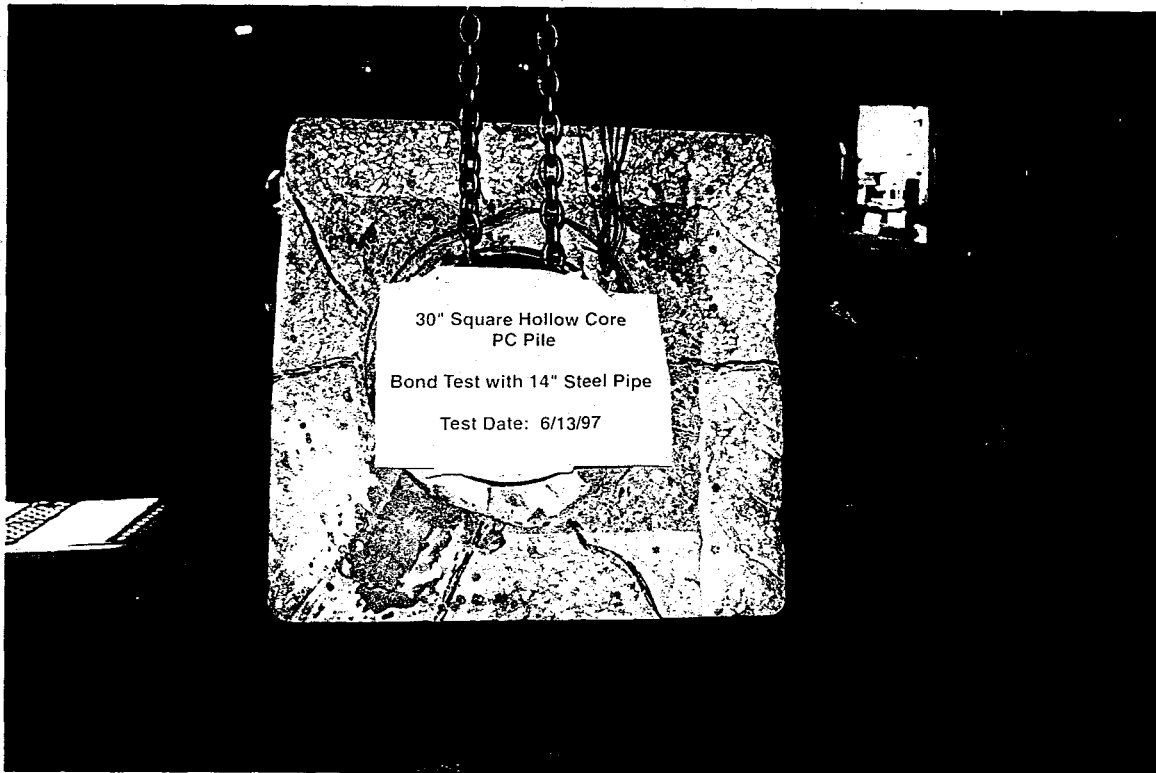 30" Square Hollow Core
PC Pile
Bond Test with 14" Steel Pipe
Test Date: 6/13/97